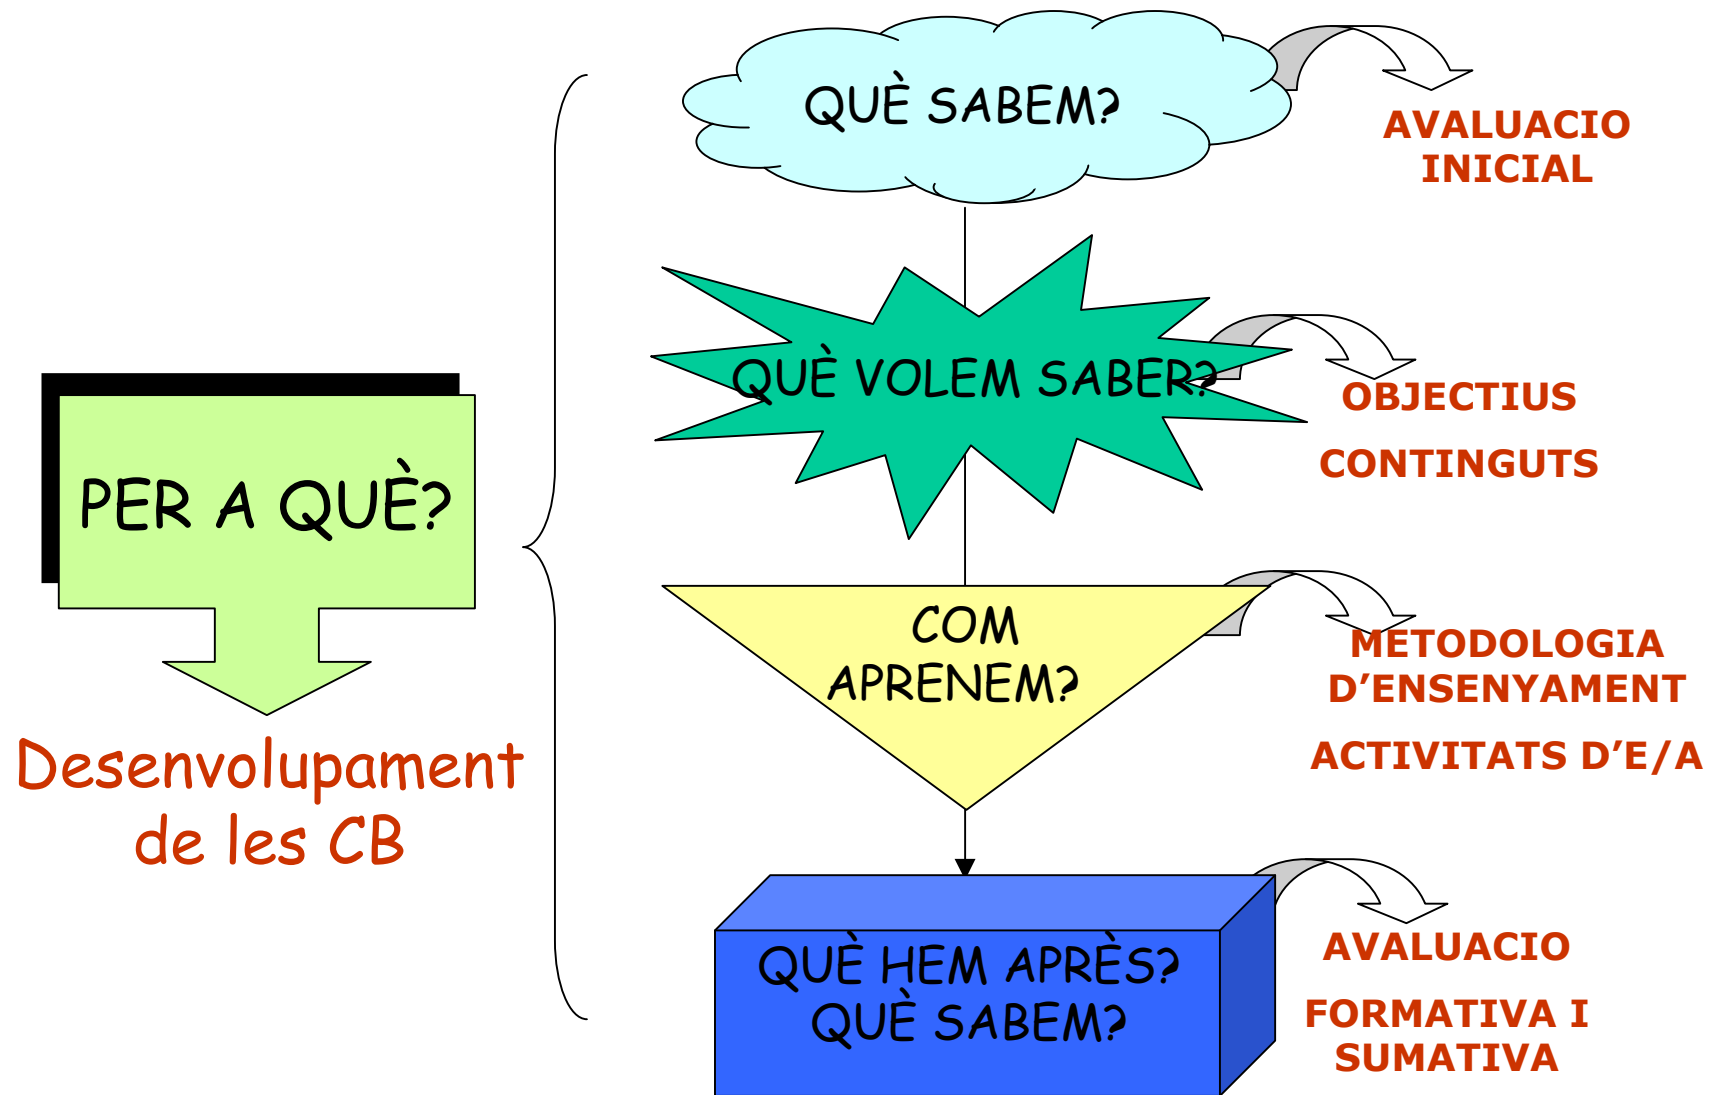 PER A QUÈ?
Desenvolupament
de les CB
QUÈ SABEM?
AVALUACIO
INICIAL
QUÈ VOLEM SABER?
OBJECTIUS
CONTINGUTS
COM
APRENEM?
METODOLOGIA
D’ENSENYAMENT
ACTIVITATS D’E/A
QUÈ HEM APRÈS?
QUÈ SABEM?
AVALUACIO
FORMATIVA I
SUMATIVA